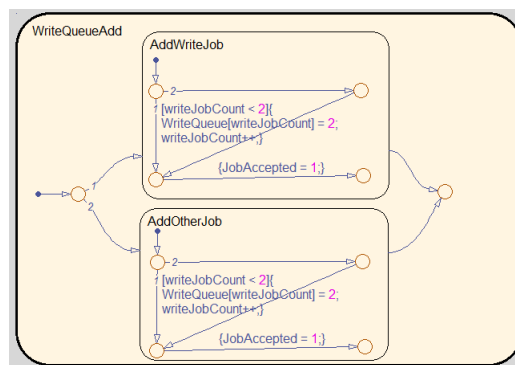 WriteQueueAdd
AddWriteJob
2
1 [writeJobCount < 2]{
WriteQueue[writeJobCount] = 2;
writeJobCount++;}
{JobAccepted = 1;}
1
2
AddOtherJob
2
1 [writeJobCount < 2]{
WriteQueue[writeJobCount] = 2;
writeJobCount++;}
{JobAccepted = 1;}